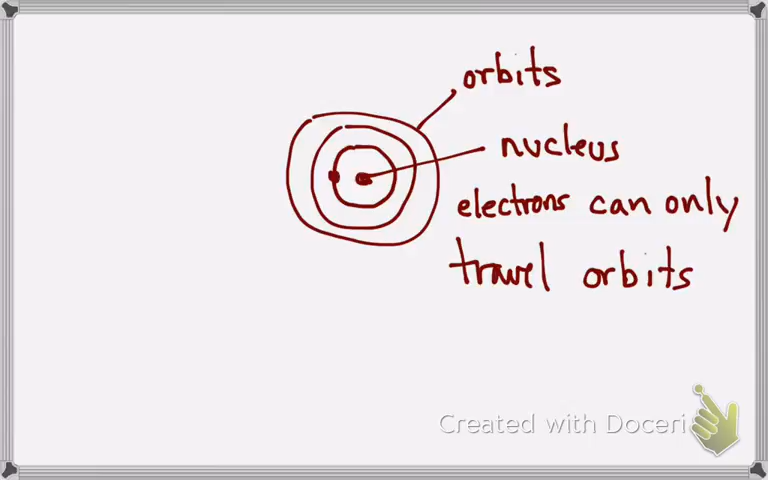 orbits
nucleus
electrons can only
travel orbits
Created with Doceri